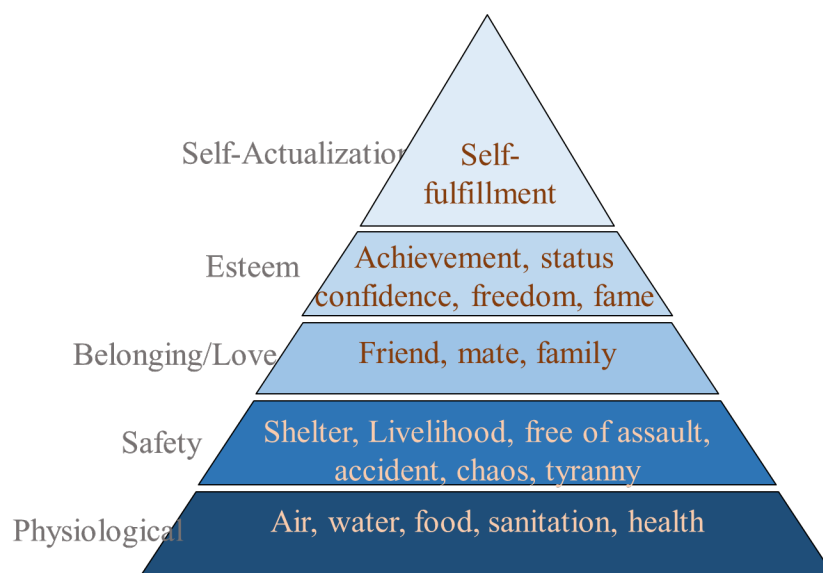 Self-Actualization
Self-
fulfillment
Esteem
Achievement, status
confidence, freedom, fame
Belonging/Love
Friend, mate, family
Safety
Shelter, Livelihood, free of assault,
accident, chaos, tyranny
Physiological
Air, water, food, sanitation, health